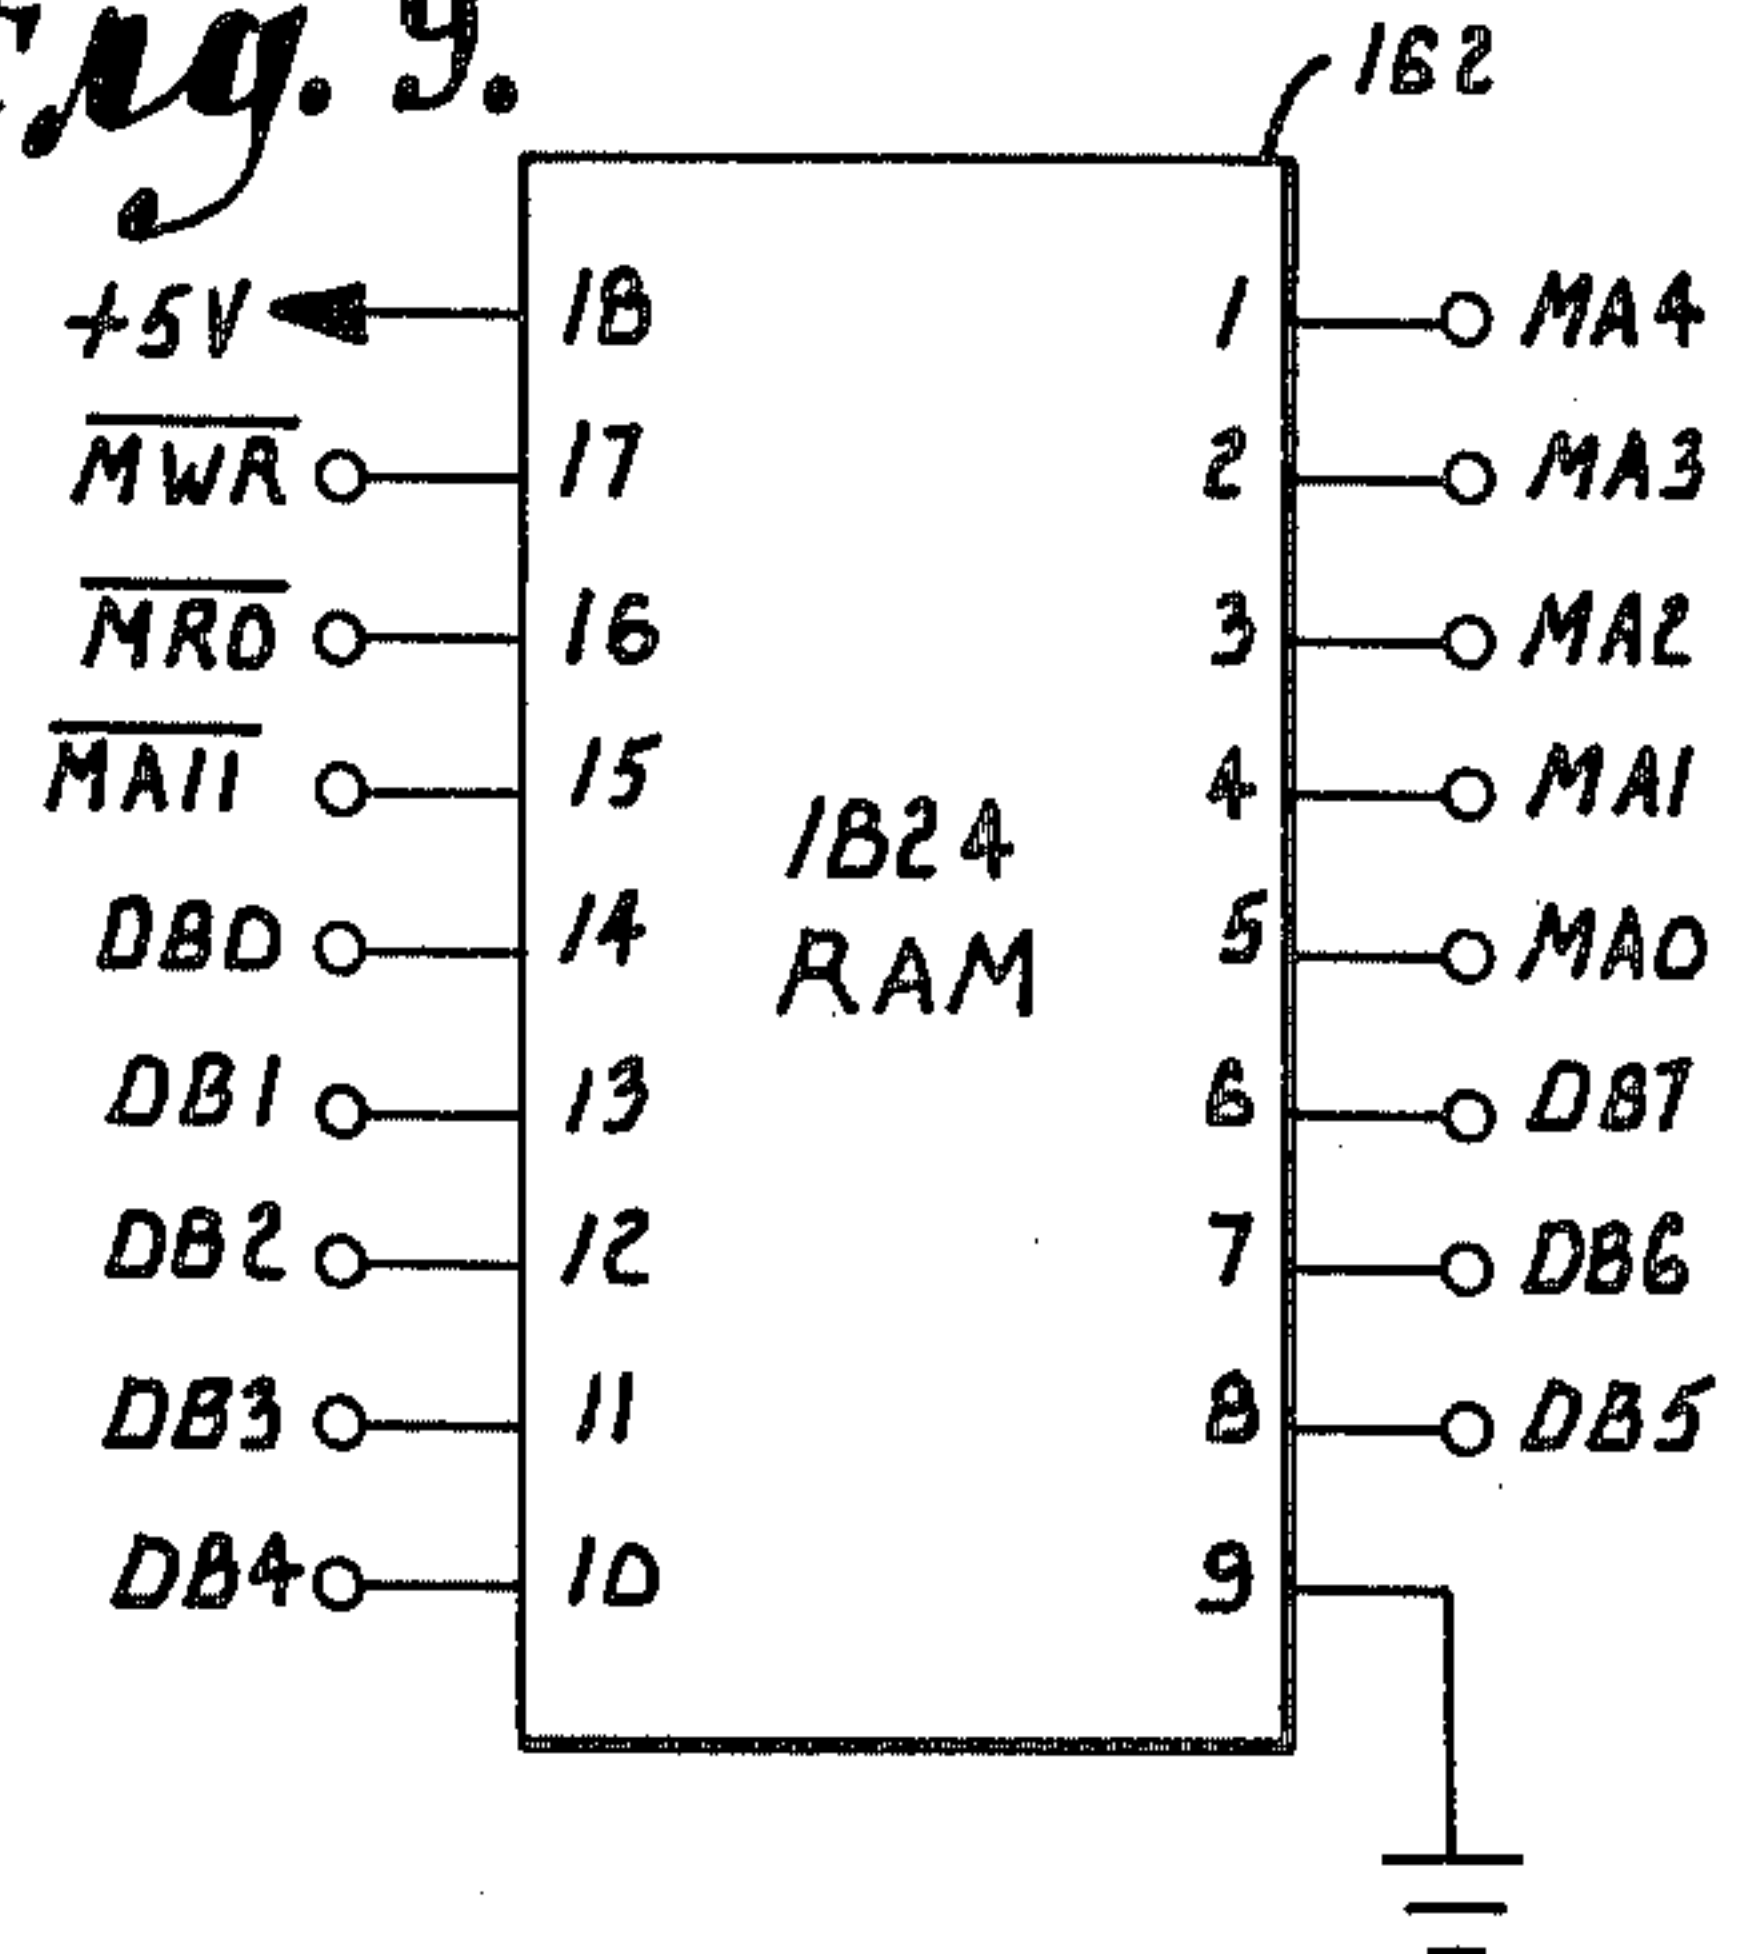 Fig. 9.
162
+5V 18 1 MA4
MWR 17 2 MA3
MRD 16 3 MA2
MA11 15 4 MA1
1824
RAM
DB0 14 5 MA0
DB1 13 6 DB7
DB2 12 7 DB6
DB3 11 8 DB5
DB4 10 9